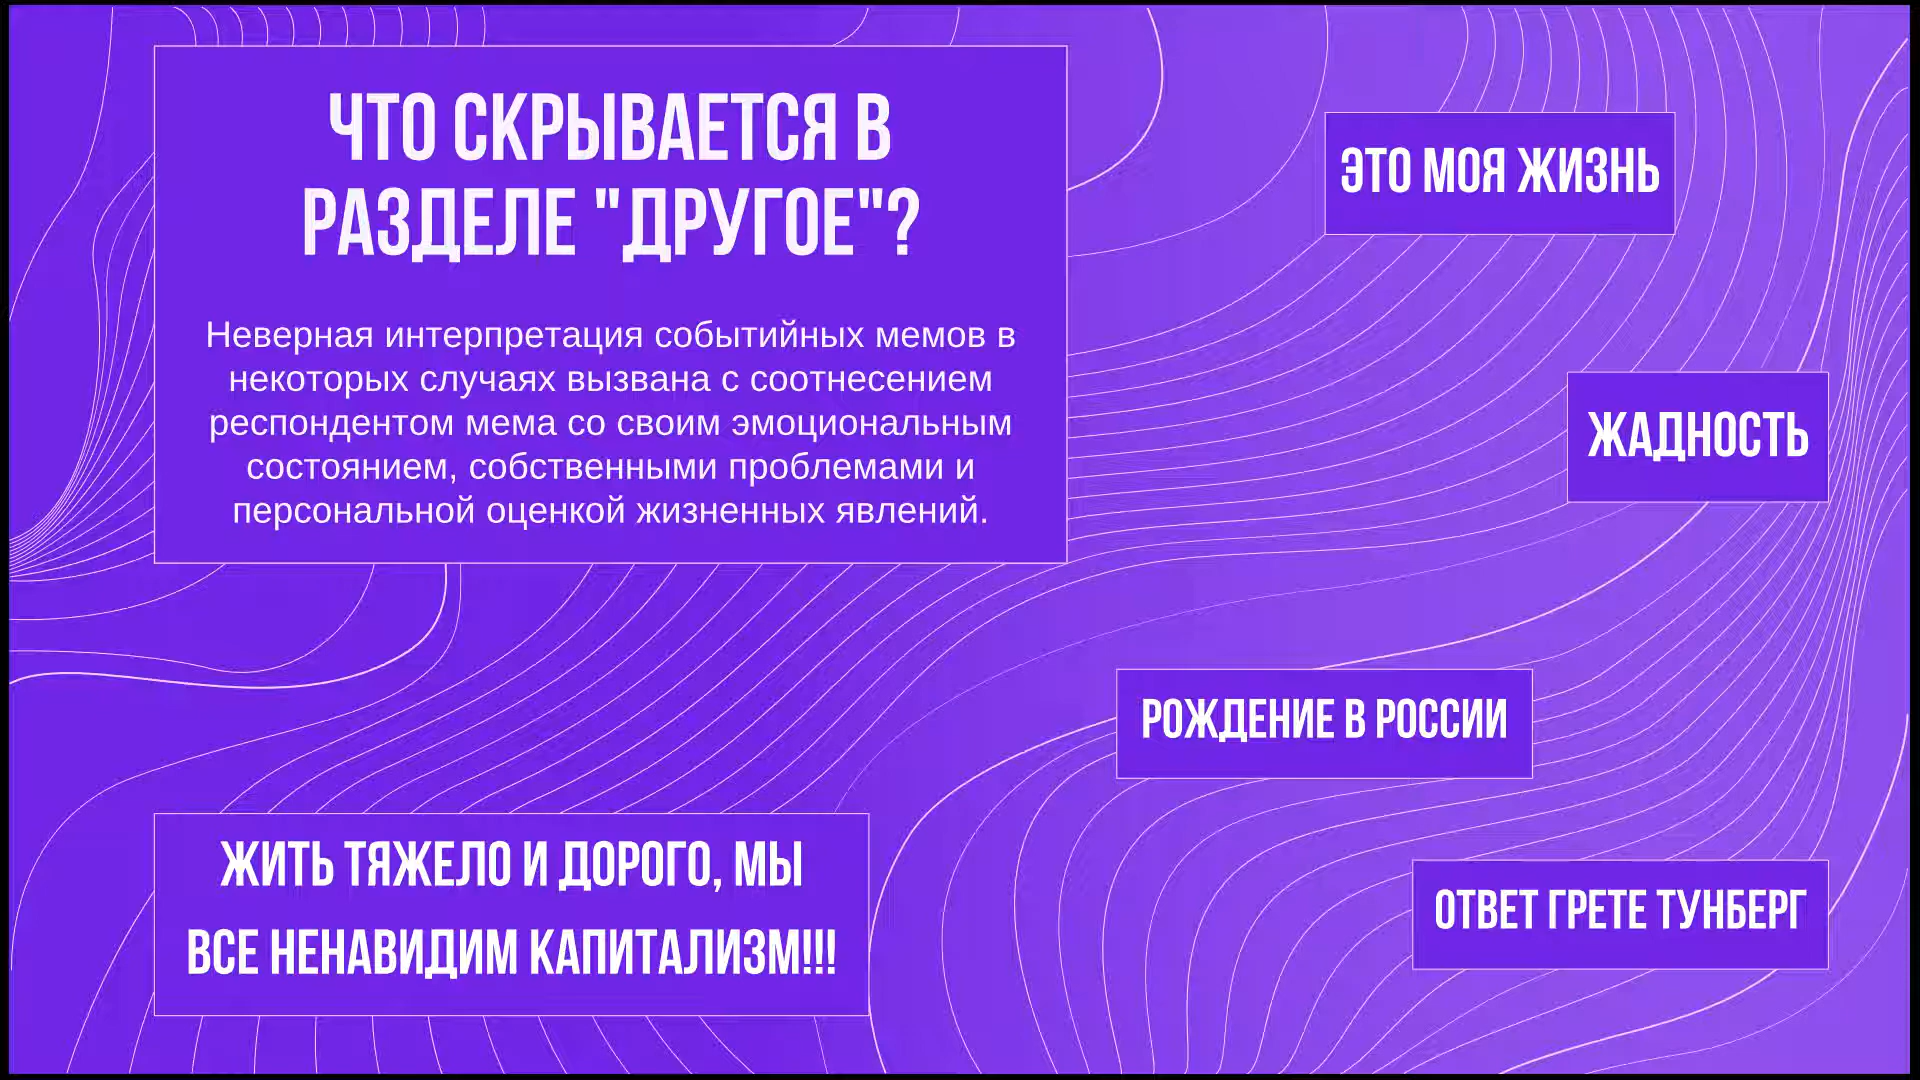 ЧТО СКРЫВАЕТСЯ В
РАЗДЕЛЕ "ДРУГОЕ"?
Неверная интерпретация событийных мемов в
некоторых случаях вызвана с соотнесением
респондентом мема со своим эмоциональным
состоянием, собственными проблемами и
персональной оценкой жизненных явлений.
ЭТО МОЯ ЖИЗНЬ
ЖАДНОСТЬ
РОЖДЕНИЕ В РОССИИ
ЖИТЬ ТЯЖЕЛО И ДОРОГО, МЫ
ВСЕ НЕНАВИДИМ КАПИТАЛИЗМ!!!
ОТВЕТ ГРЕТЕ ТУНБЕРГ